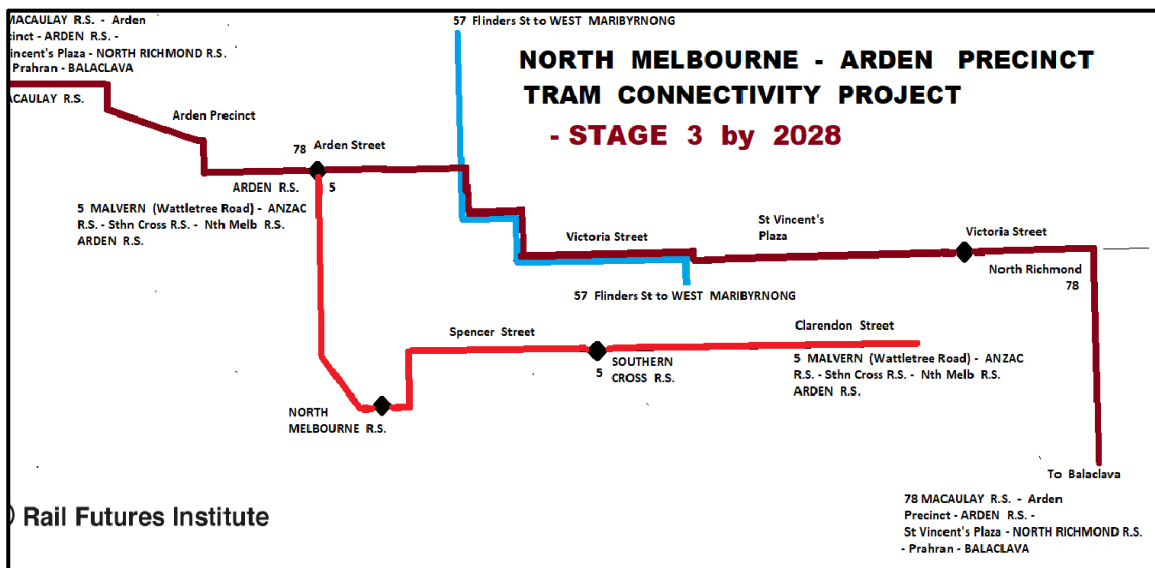 MACAULAY R.S. - Arden
cinct - ARDEN R.S. -
Vincent's Plaza - NORTH RICHMOND R.S.
Prahran - BALACLAVA
ACAULAY R.S.
57 Flinders St to WEST MARIBYRNONG
NORTH MELBOURNE - ARDEN PRECINCT
TRAM CONNECTIVITY PROJECT
- STAGE 3 by 2028
Arden Precinct
78 Arden Street
ARDEN R.S. 5
5 MALVERN (Wattletree Road) - ANZAC
R.S. - Sthn Cross R.S. - Nth Melb R.S.
ARDEN R.S.
Victoria Street
St Vincent's
Plaza
Victoria Street
North Richmond
78
57 Flinders St to WEST MARIBYRNONG
Spencer Street
Clarendon Street
5 SOUTHERN
CROSS R.S.
5 MALVERN (Wattletree Road) - ANZAC
R.S. - Sthn Cross R.S. - Nth Melb R.S.
ARDEN R.S.
NORTH
MELBOURNE R.S.
To Balaclava
78 MACAULAY R.S. - Arden
Precinct - ARDEN R.S. -
St Vincent's Plaza - NORTH RICHMOND R.S.
- Prahran - BALACLAVA
Rail Futures Institute